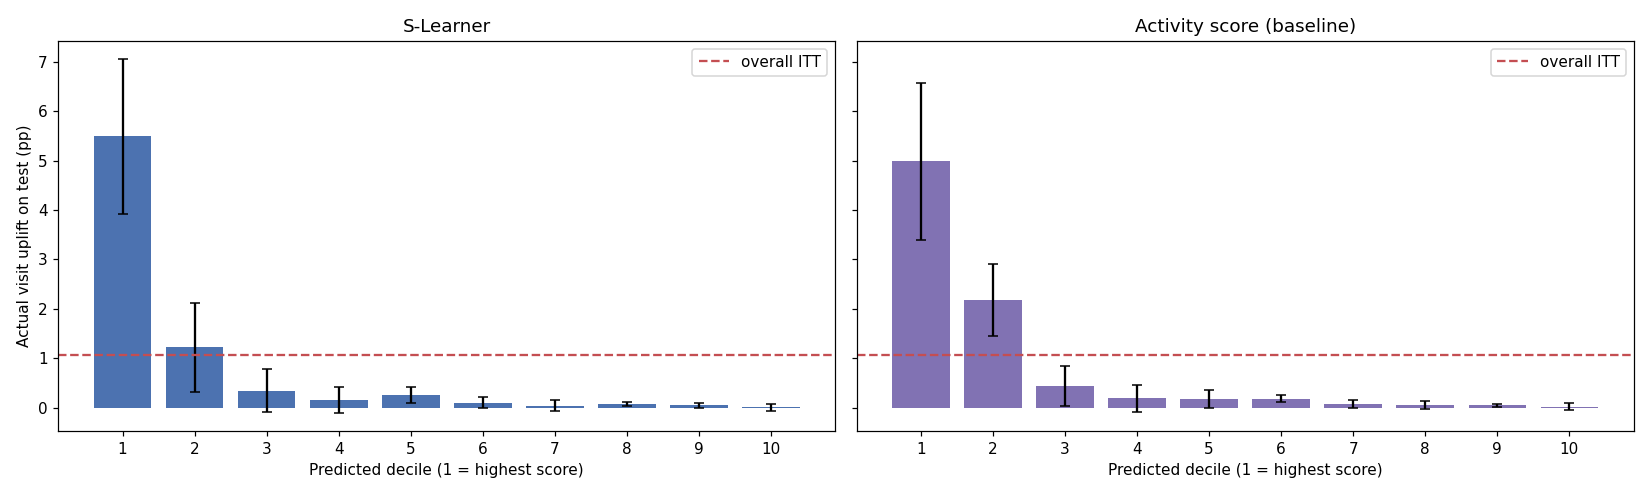 S-Learner
Activity score (baseline)
Actual visit uplift on test (pp)
7
6
5
4
3
2
1
0
overall ITT
overall ITT
1 2 3 4 5 6 7 8 9 10
1 2 3 4 5 6 7 8 9 10
Predicted decile (1 = highest score)
Predicted decile (1 = highest score)